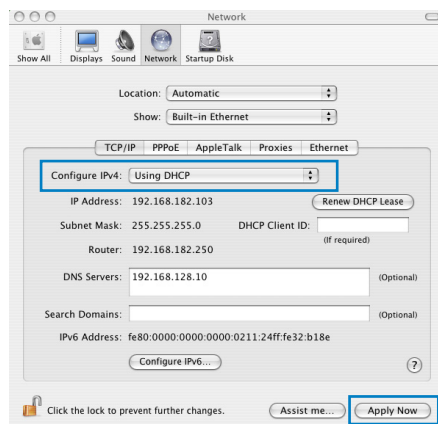 Network
Show All Displays Sound Network Startup Disk
Location: Automatic
Show: Built-in Ethernet
TCP/IP PPPoE AppleTalk Proxies Ethernet
Configure IPv4: Using DHCP
IP Address: 192.168.182.103 Renew DHCP Lease
Subnet Mask: 255.255.255.0 DHCP Client ID:
(If required)
Router: 192.168.182.250
DNS Servers: 192.168.128.10 (Optional)
Search Domains: (Optional)
IPv6 Address: fe80:0000:0000:0000:0211:24ff:fe32:b18e
Configure IPv6... ?
Click the lock to prevent further changes. Assist me... Apply Now